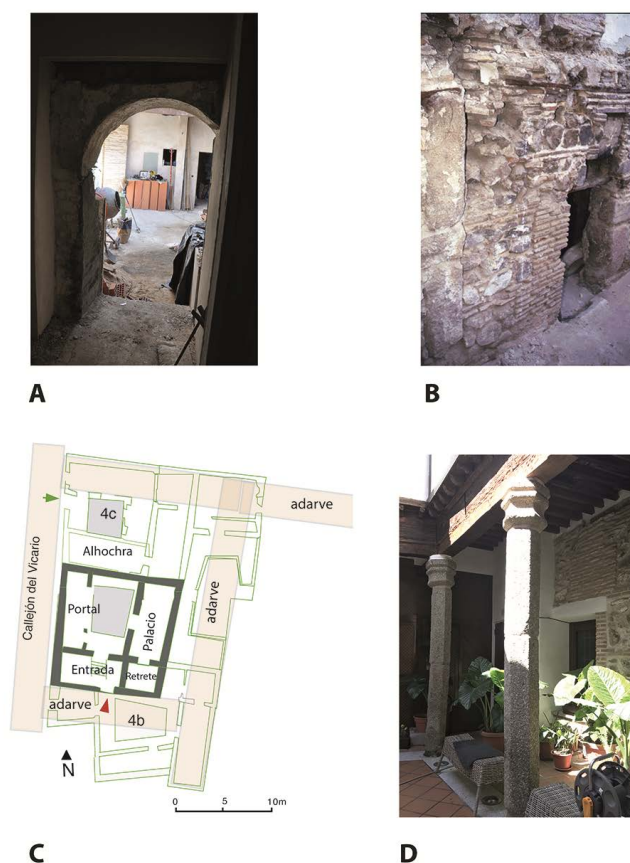 A
B
adarve
4c
Alhochra
Callejón del Vicario
adarve
Portal
Palacio
Entrada
Retrete
adarve
4b
N
0 5 10m
C
D